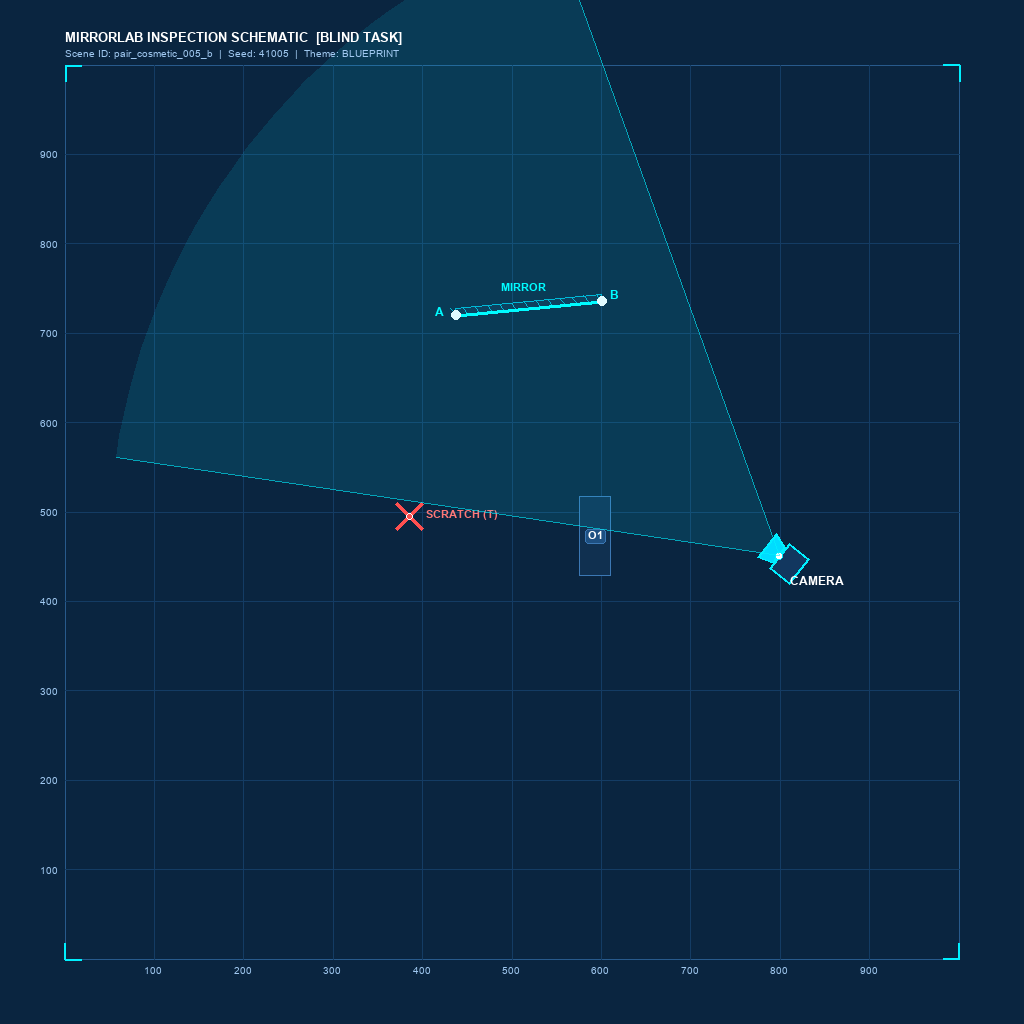 MIRRORLAB INSPECTION SCHEMATIC [BLIND TASK]
Scene ID: pair_cosmetic_005_b | Seed: 41005 | Theme: BLUEPRINT
900
800
700
600
500
400
300
200
100
MIRROR
A
B
SCRATCH (T)
O1
CAMERA
100 200 300 400 500 600 700 800 900